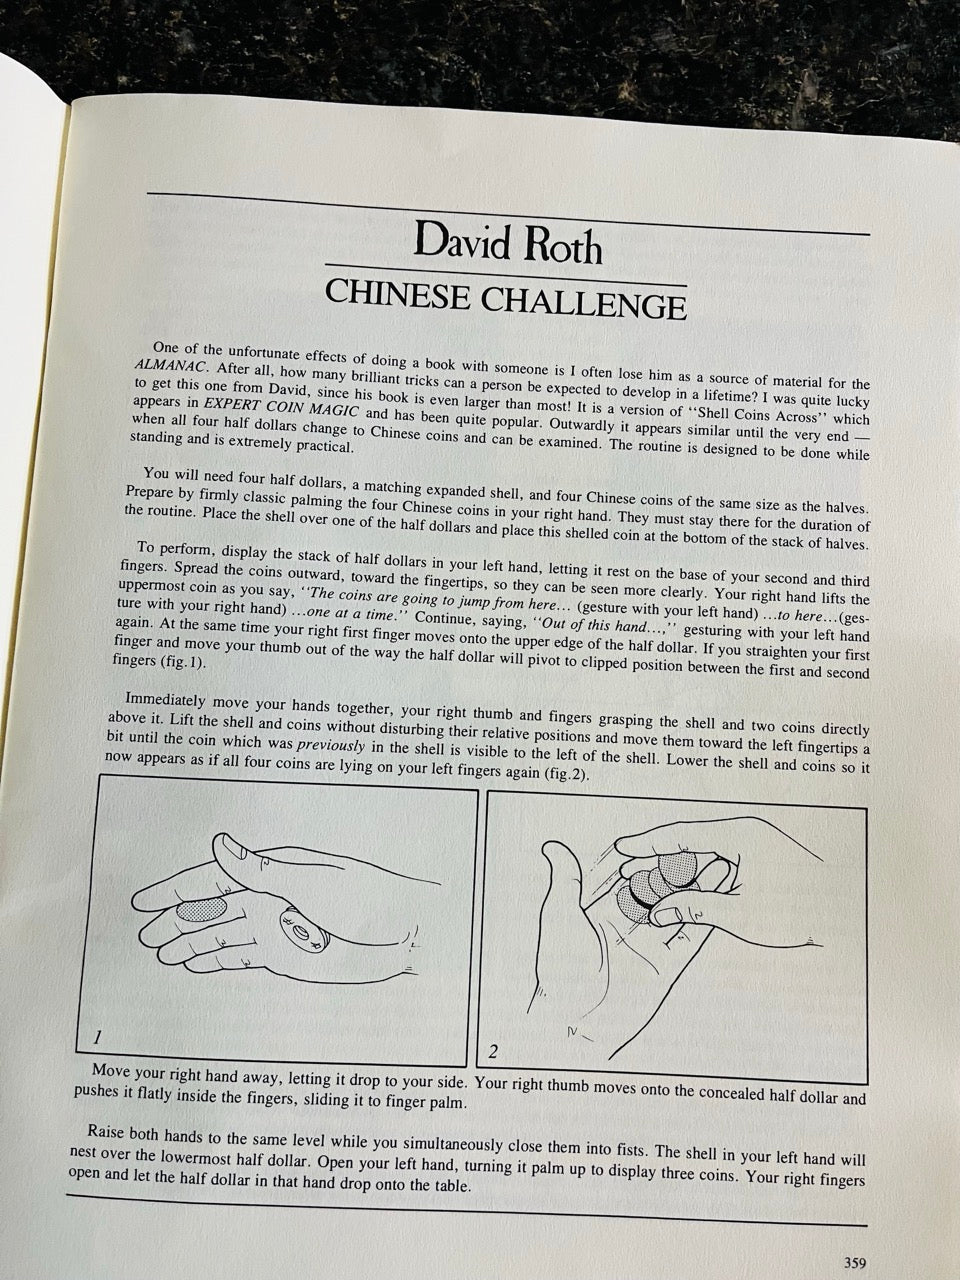 David Roth
CHINESE CHALLENGE
One of the unfortunate effects of doing a book with someone is I often lose him as a source of material for the
ALMANAC. After all, how many brilliant tricks can a person be expected to develop in a lifetime? I was quite lucky
to get this one from David, since his book is even larger than most! It is a version of ‘‘Shell Coins Across’’ which
appears in EXPERT COIN MAGIC and has been quite popular. Outwardly it appears similar until the very end —
when all four half dollars change to Chinese coins and can be examined. The routine is designed to be done while
standing and is extremely practical.
You will need four half dollars, a matching expanded shell, and four Chinese coins of the same size as the halves.
Prepare by firmly classic palming the four Chinese coins in your right hand. They must stay there for the duration of
the routine. Place the shell over one of the half dollars and place this shelled coin at the bottom of the stack of halves.
To perform, display the stack of half dollars in your left hand, letting it rest on the base of your second and third
fingers. Spread the coins outward, toward the fingertips, so they can be seen more clearly. Your right hand lifts the
uppermost coin as you say, ‘‘The coins are going to jump from here... (gesture with your left hand) ...to here...(ges-
ture with your right hand) ...one at a time.’’ Continue, saying, ‘‘Out of this hand...,’’ gesturing with your left hand
again. At the same time your right first finger moves onto the upper edge of the half dollar. If you straighten your first
finger and move your thumb out of the way the half dollar will pivot to clipped position between the first and second
fingers (fig.1).
Immediately move your hands together, your right thumb and fingers grasping the shell and two coins directly
above it. Lift the shell and coins without disturbing their relative positions and move them toward the left fingertips a
bit until the coin which was previously in the shell is visible to the left of the shell. Lower the shell and coins so it
now appears as if all four coins are lying on your left fingers again (fig.2).
1
2
Move your right hand away, letting it drop to your side. Your right thumb moves onto the concealed half dollar and
pushes it flatly inside the fingers, sliding it to finger palm.
Raise both hands to the same level while you simultaneously close them into fists. The shell in your left hand will
nest over the lowermost half dollar. Open your left hand, turning it palm up to display three coins. Your right fingers
open and let the half dollar in that hand drop onto the table.
359